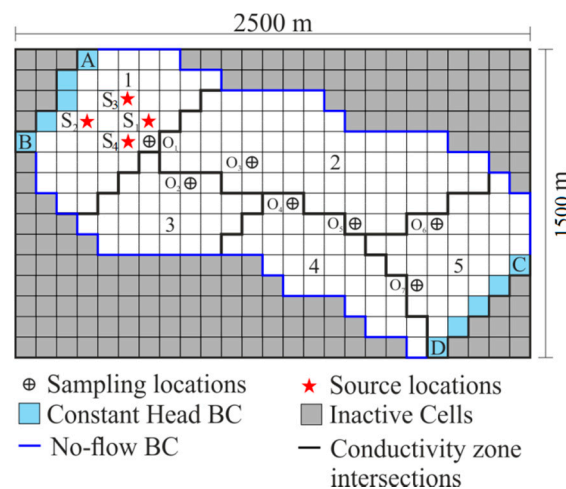 2500 m
A
1
S₃
S₂ S₁
B S₄ O₁
O₃ 2
O₂
O₄
3 O₅ O₆
4 5 C
O₇
D
1500 m
Sampling locations Source locations
Constant Head BC Inactive Cells
No-flow BC Conductivity zone
intersections